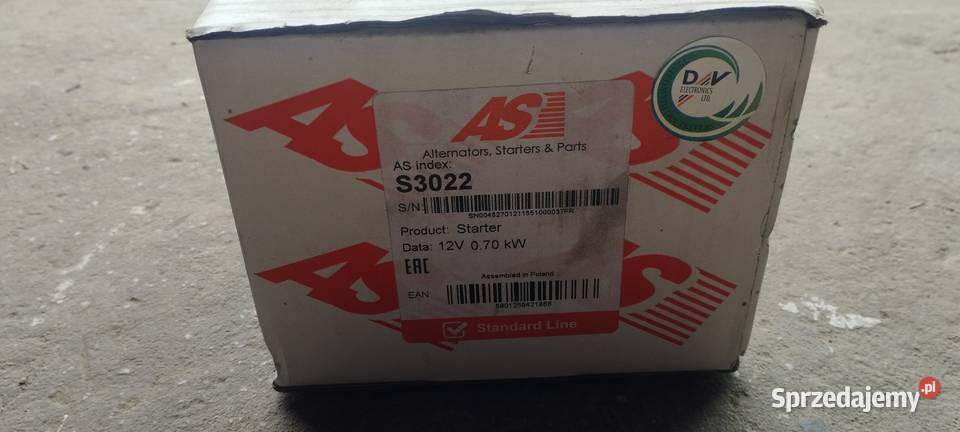 AS
Alternators, Starters & Parts
AS index:
S3022
S/N:
Product: Starter
Data: 12V 0.70 kW
EAC
Assembled in Poland
EAN
Standard Line
DAV
ELECTRONICS
LTD.
Sprzedajemy.pl